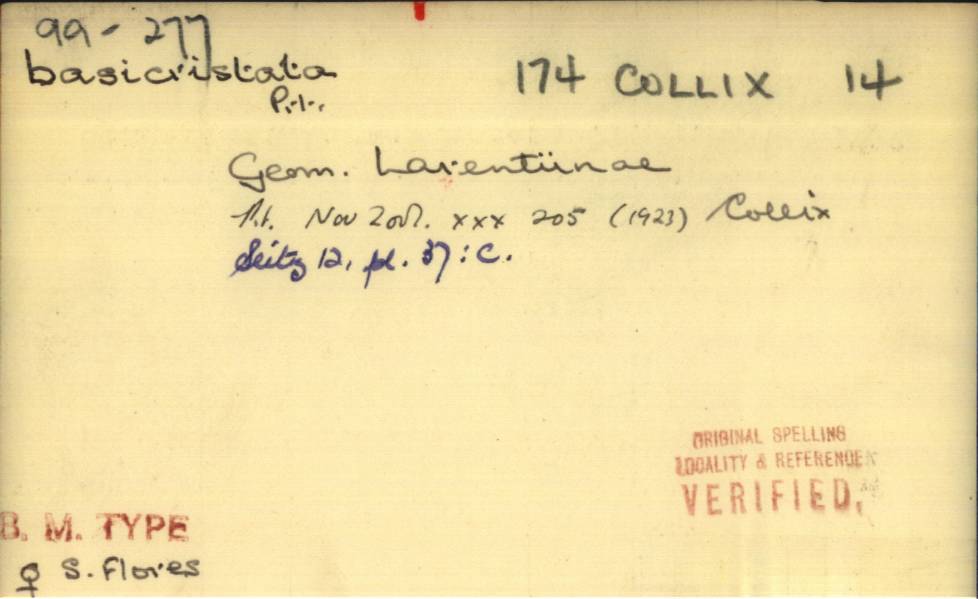 99-277
basicristata 174 COLLIX 14
P.-l..
Geom. Larentiinae
Nov Zool. xxx 205 (1923) Collix
Seitz 12, pl. 37:c.
ORIGINAL SPELLING
LOCALITY & REFERENCE
VERIFIED.
B. M. TYPE
♀ S. Flores